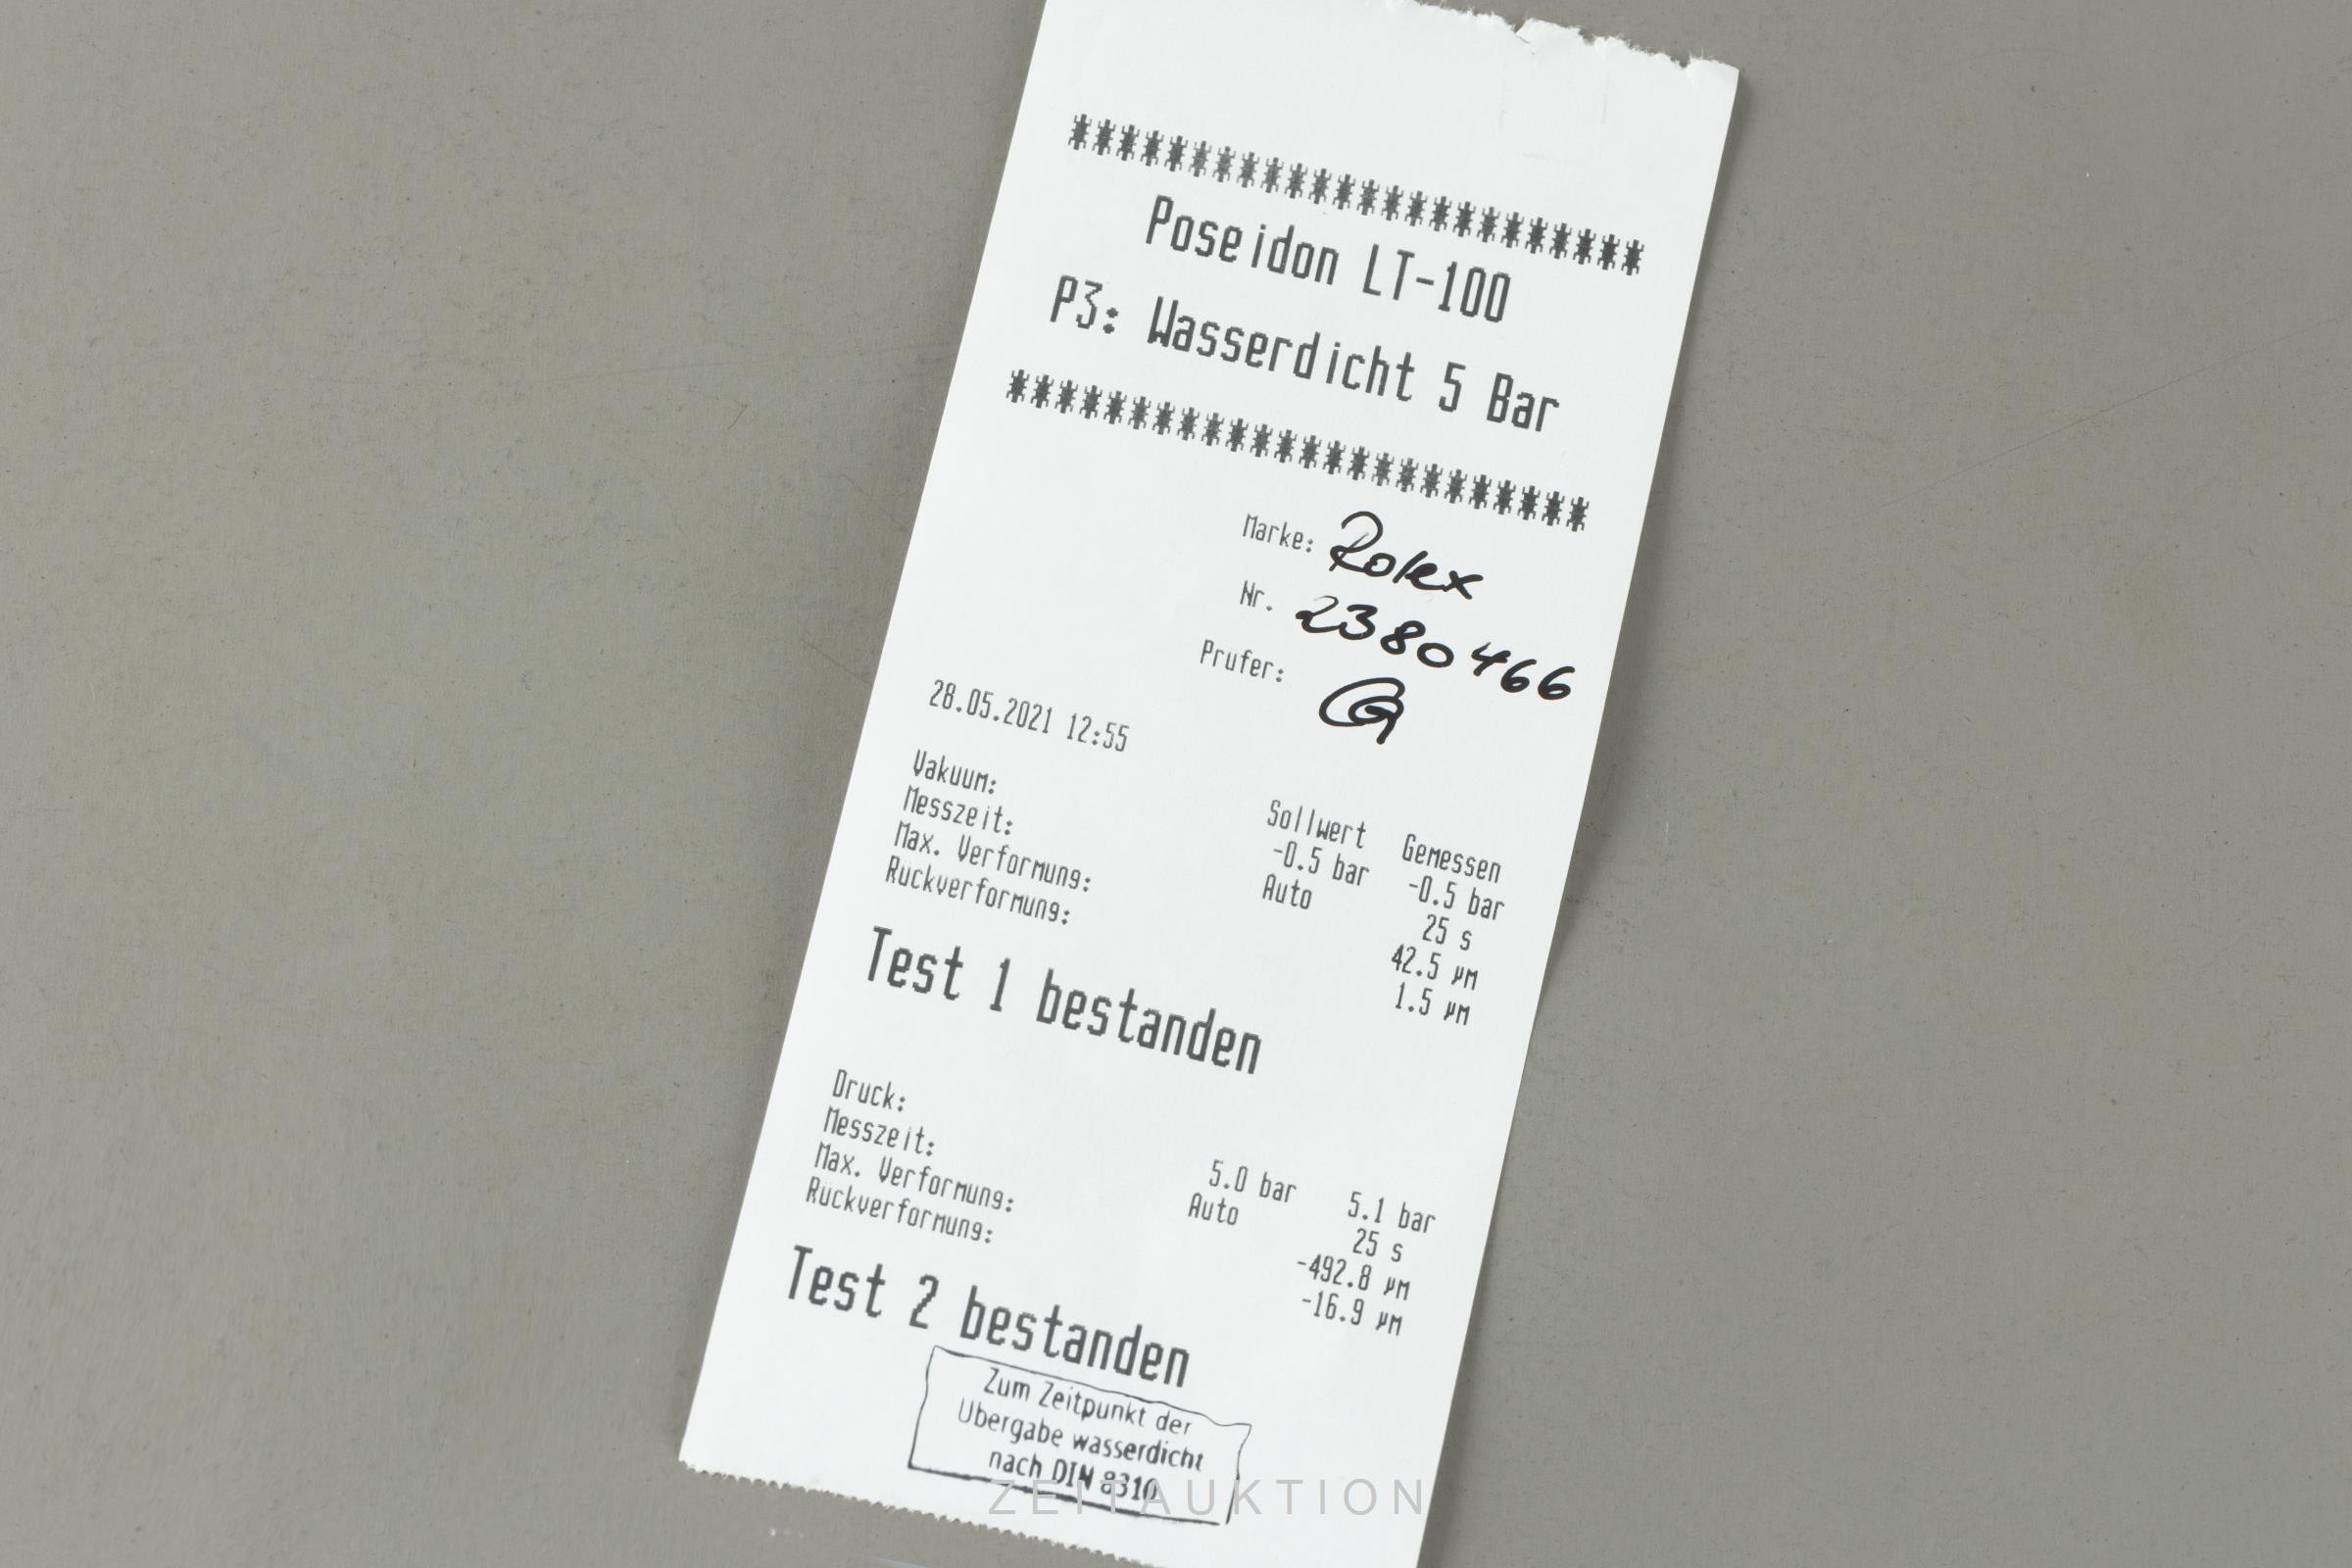 ************************
Poseidon LT-100
P3: Wasserdicht 5 Bar
************************
Marke: Rolex
Nr. 2380466
Prufer:
28.05.2021 12:55
Sollwert Gemessen
Vakuum: -0.5 bar -0.5 bar
Messzeit: Auto 25 s
Max. Verformung: 42.5 µm
Ruckverformung: 1.5 µm
Test 1 bestanden
Druck: 5.0 bar 5.1 bar
Messzeit: Auto 25 s
Max. Verformung: -492.8 µm
Ruckverformung: -16.9 µm
Test 2 bestanden
Zum Zeitpunkt der
Übergabe wasserdicht
nach DIN 8310
ZEITAUKTION